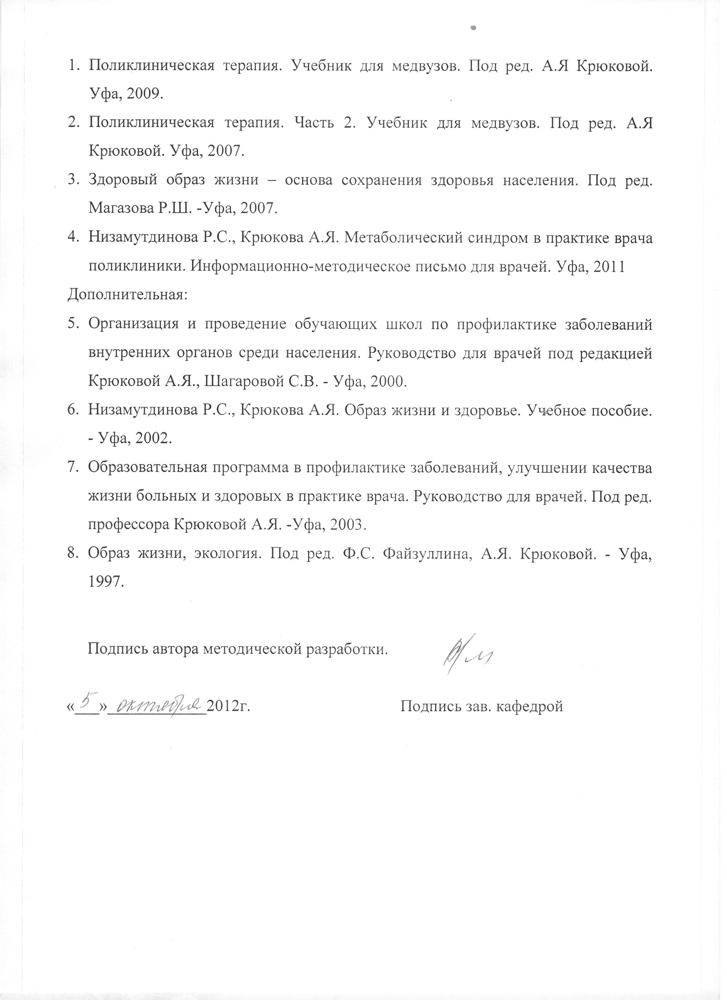 1. Поликлиническая терапия. Учебник для медвузов. Под ред. А.Я Крюковой.
Уфа, 2009.
2. Поликлиническая терапия. Часть 2. Учебник для медвузов. Под ред. А.Я
Крюковой. Уфа, 2007.
3. Здоровый образ жизни – основа сохранения здоровья населения. Под ред.
Магазова Р.Ш. -Уфа, 2007.
4. Низамутдинова Р.С., Крюкова А.Я. Метаболический синдром в практике врача
поликлиники. Информационно-методическое письмо для врачей. Уфа, 2011
Дополнительная:
5. Организация и проведение обучающих школ по профилактике заболеваний
внутренних органов среди населения. Руководство для врачей под редакцией
Крюковой А.Я., Шагаровой С.В. - Уфа, 2000.
6. Низамутдинова Р.С., Крюкова А.Я. Образ жизни и здоровье. Учебное пособие.
- Уфа, 2002.
7. Образовательная программа в профилактике заболеваний, улучшении качества
жизни больных и здоровых в практике врача. Руководство для врачей. Под ред.
профессора Крюковой А.Я. -Уфа, 2003.
8. Образ жизни, экология. Под ред. Ф.С. Файзуллина, А.Я. Крюковой. - Уфа,
1997.
Подпись автора методической разработки.
«5» октября 2012г. Подпись зав. кафедрой